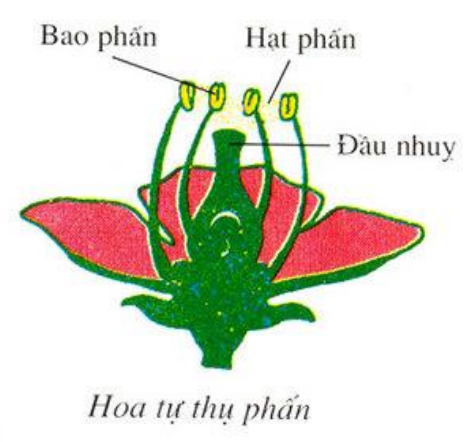 Bao phấn
Hạt phấn
Đầu nhuỵ
Hoa tự thụ phấn